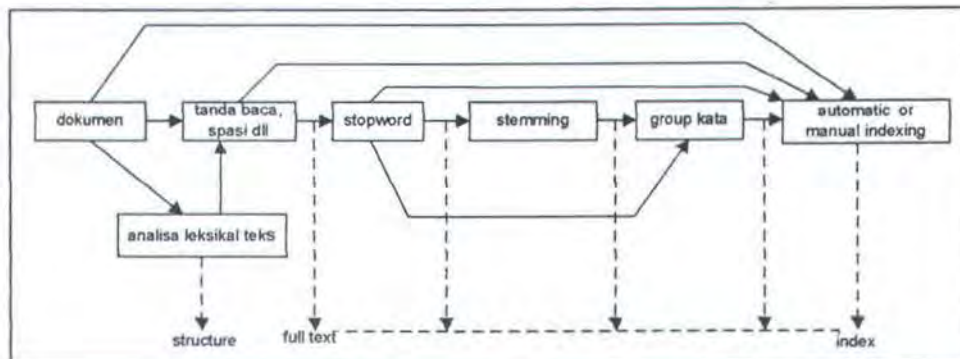 dokumen
tanda baca,
spasi dll
stopword
stemming
group kata
automatic or
manual indexing
analisa leksikal teks
structure
full text
index